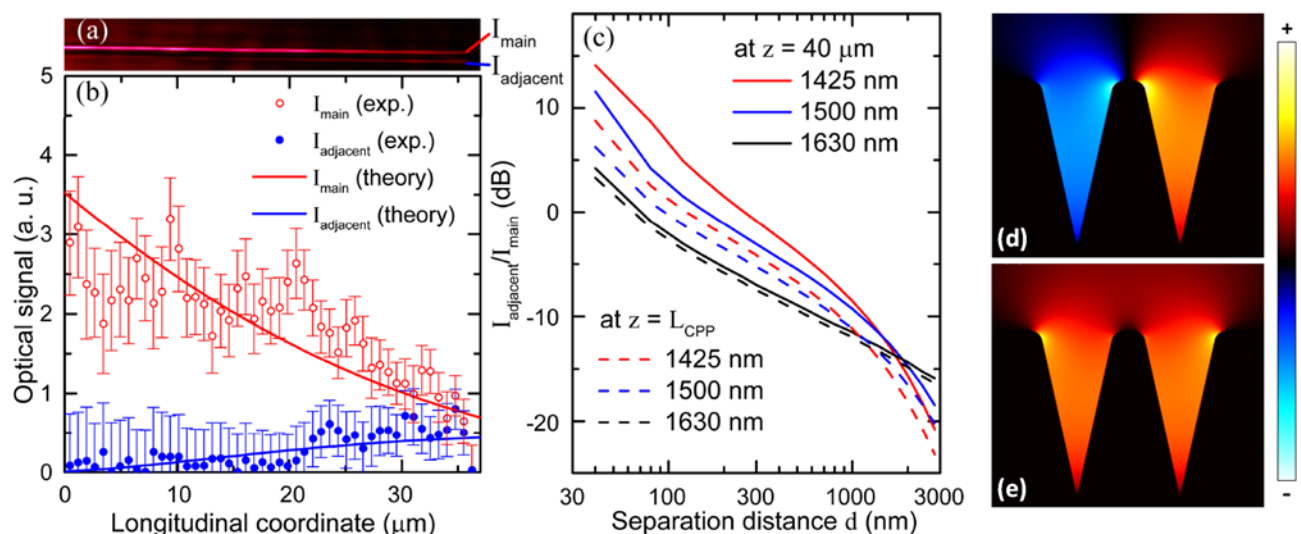 (a)
I_main
I_adjacent
(b)
I_main (exp.)
I_adjacent (exp.)
I_main (theory)
I_adjacent (theory)
Optical signal (a. u.)
5
4
3
2
1
0
0 10 20 30
Longitudinal coordinate (μm)
(c)
at z = 40 μm
1425 nm
1500 nm
1630 nm
I_adjacent/I_main (dB)
10
0
-10
-20
at z = L_CPP
1425 nm
1500 nm
1630 nm
30 100 300 1000 3000
Separation distance d (nm)
(d)
(e)
+
-